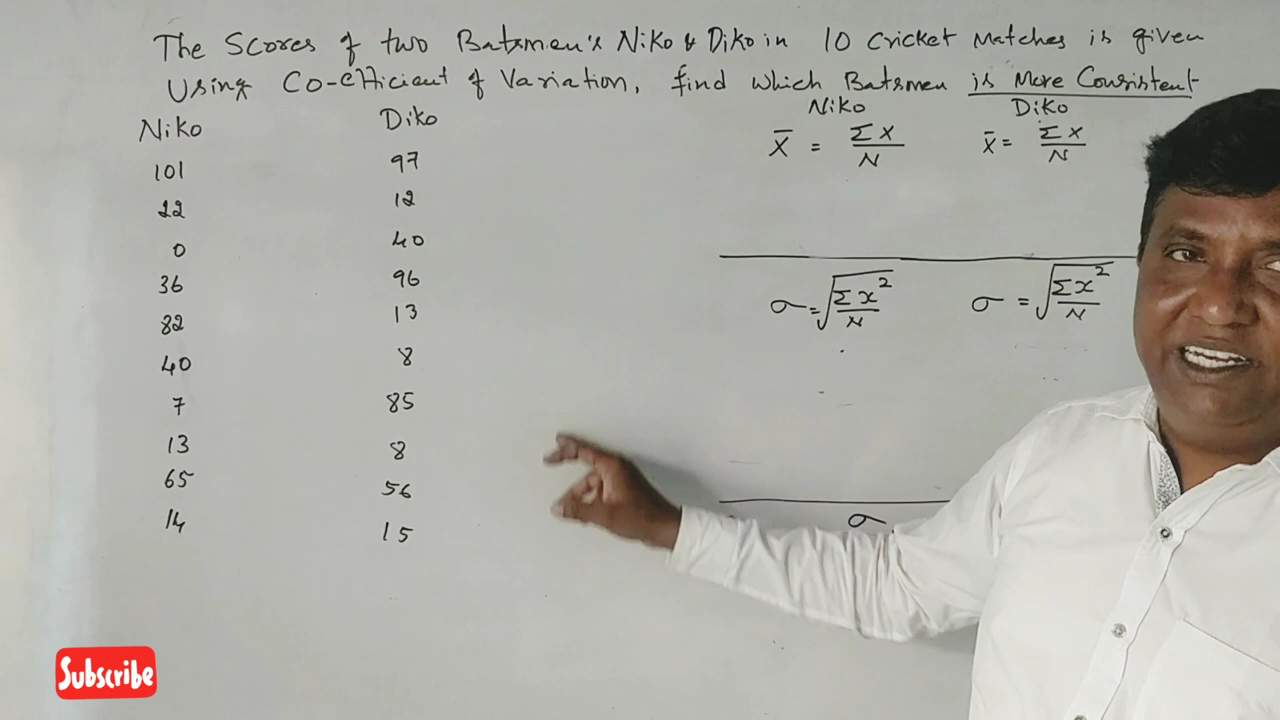 The Scores of two Batsmen's Niko & Diko in 10 Cricket Matches is given
Using Co-efficient of Variation, find which Batsmen is More Consistent
Niko Diko
Niko Diko
X̄ = ΣX/N X̄ = ΣX/N
101 97
22 12
0 40
36 96
σ = √Σx²/N σ = √Σx²/N
82 13
40 8
7 85
13 8
65 56
14 15
σ
Subscribe